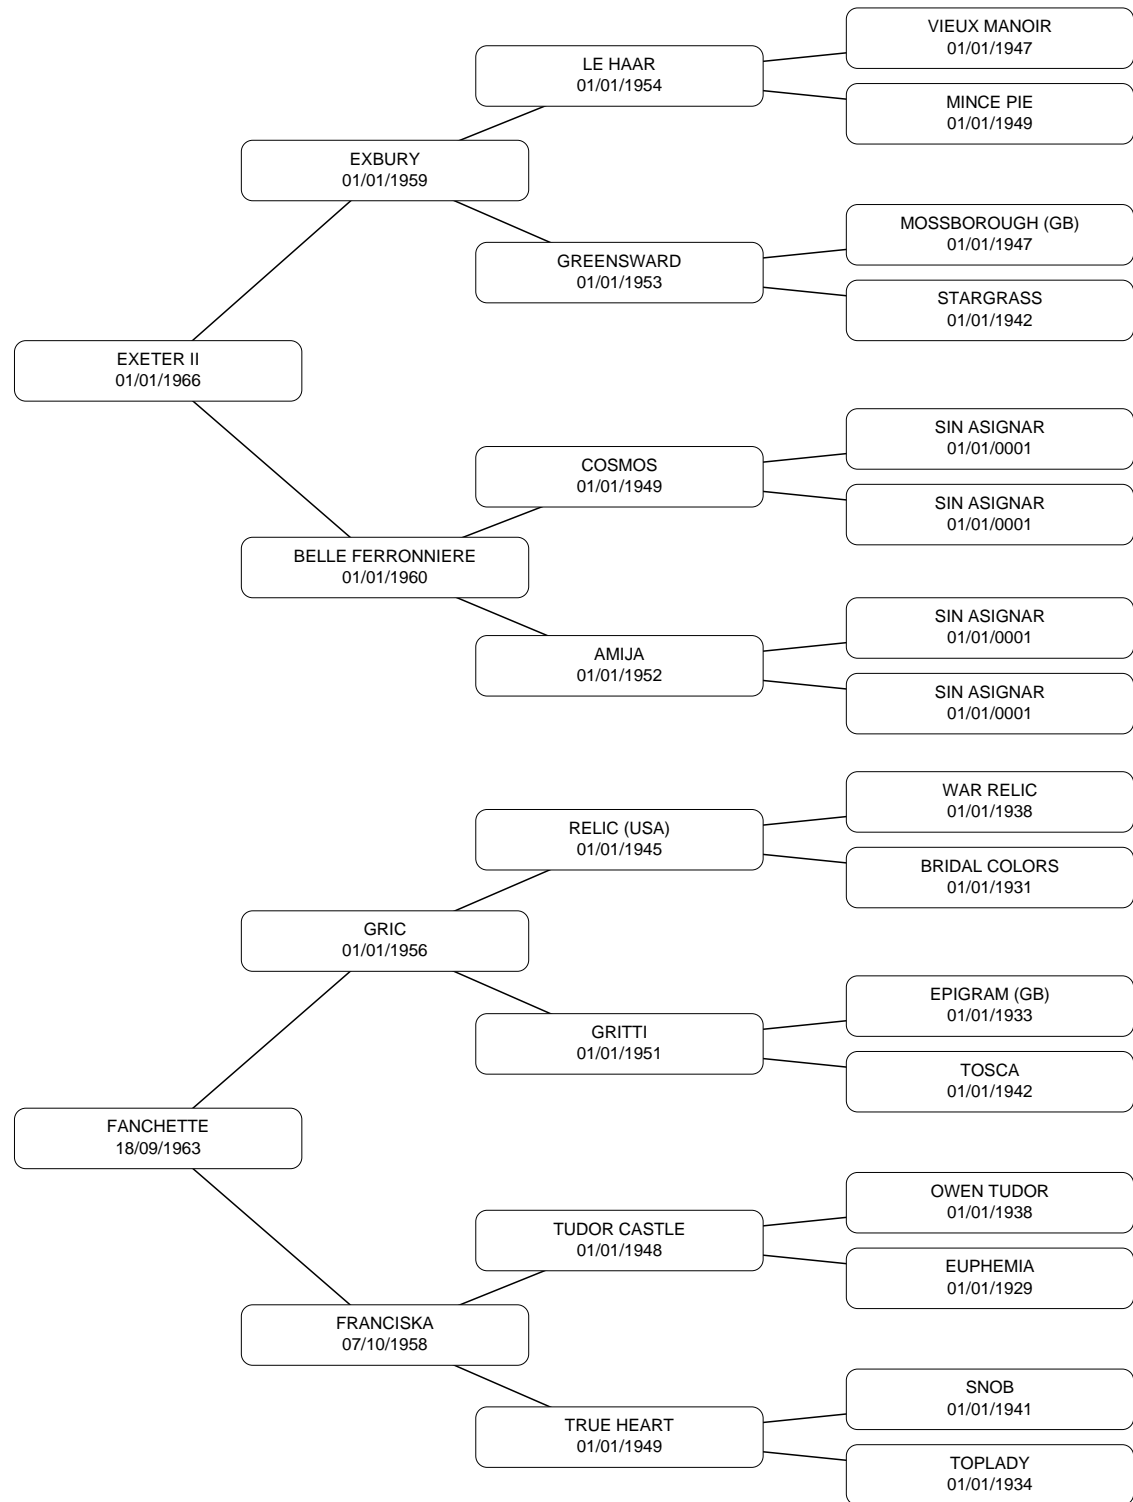 VIEUX MANOIR
01/01/1947
LE HAAR
01/01/1954
MINCE PIE
01/01/1949
EXBURY
01/01/1959
MOSSBOROUGH (GB)
01/01/1947
GREENSWARD
01/01/1953
STARGRASS
01/01/1942
EXETER II
01/01/1966
SIN ASIGNAR
01/01/0001
COSMOS
01/01/1949
SIN ASIGNAR
01/01/0001
BELLE FERRONNIERE
01/01/1960
SIN ASIGNAR
01/01/0001
AMIJA
01/01/1952
SIN ASIGNAR
01/01/0001
WAR RELIC
01/01/1938
RELIC (USA)
01/01/1945
BRIDAL COLORS
01/01/1931
GRIC
01/01/1956
EPIGRAM (GB)
01/01/1933
GRITTI
01/01/1951
TOSCA
01/01/1942
FANCHETTE
18/09/1963
OWEN TUDOR
01/01/1938
TUDOR CASTLE
01/01/1948
EUPHEMIA
01/01/1929
FRANCISKA
07/10/1958
SNOB
01/01/1941
TRUE HEART
01/01/1949
TOPLADY
01/01/1934